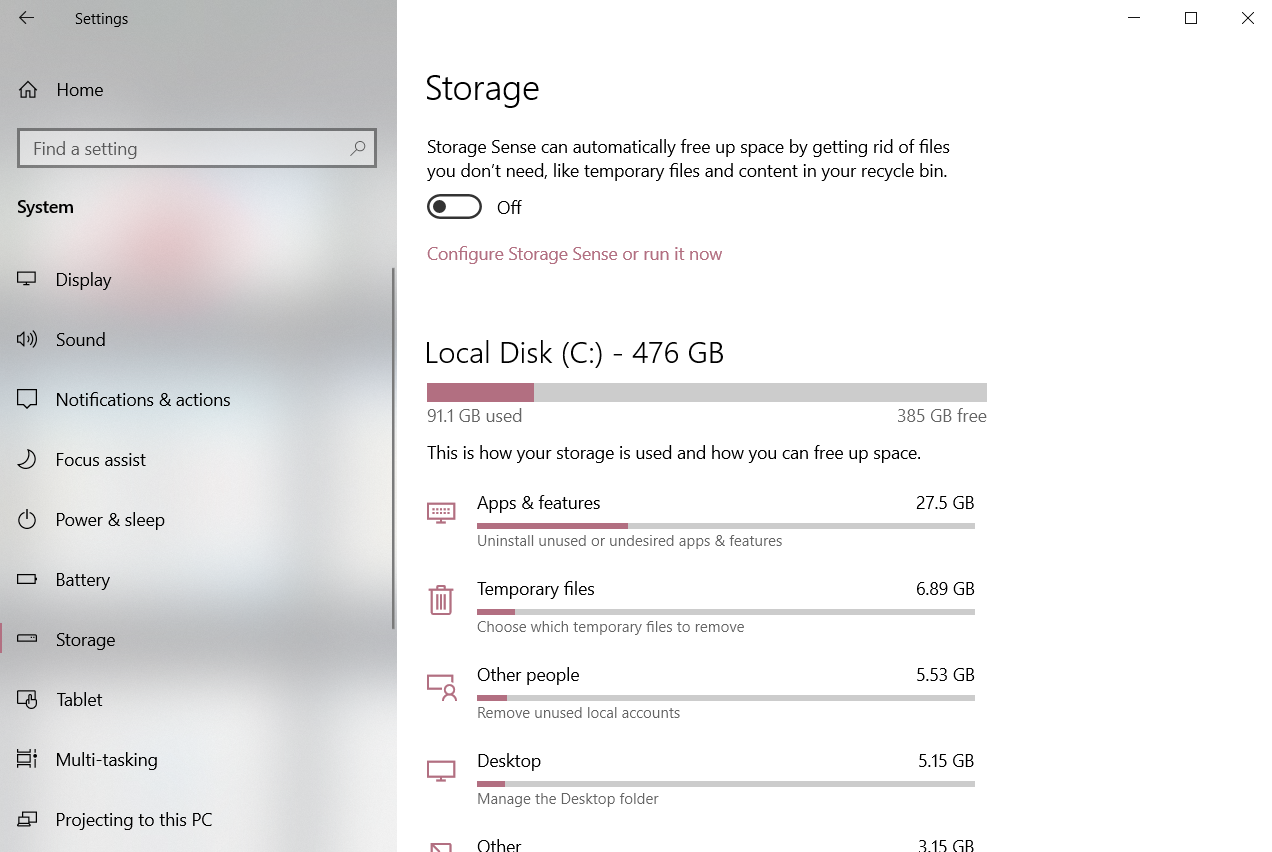 Settings
Home
Find a setting
System
Display
Sound
Notifications & actions
Focus assist
Power & sleep
Battery
Storage
Tablet
Multi-tasking
Projecting to this PC
Storage
Storage Sense can automatically free up space by getting rid of files
you don’t need, like temporary files and content in your recycle bin.
Off
Configure Storage Sense or run it now
Local Disk (C:) - 476 GB
91.1 GB used 385 GB free
This is how your storage is used and how you can free up space.
Apps & features 27.5 GB
Uninstall unused or undesired apps & features
Temporary files 6.89 GB
Choose which temporary files to remove
Other people 5.53 GB
Remove unused local accounts
Desktop 5.15 GB
Manage the Desktop folder
Other 3.15 GB